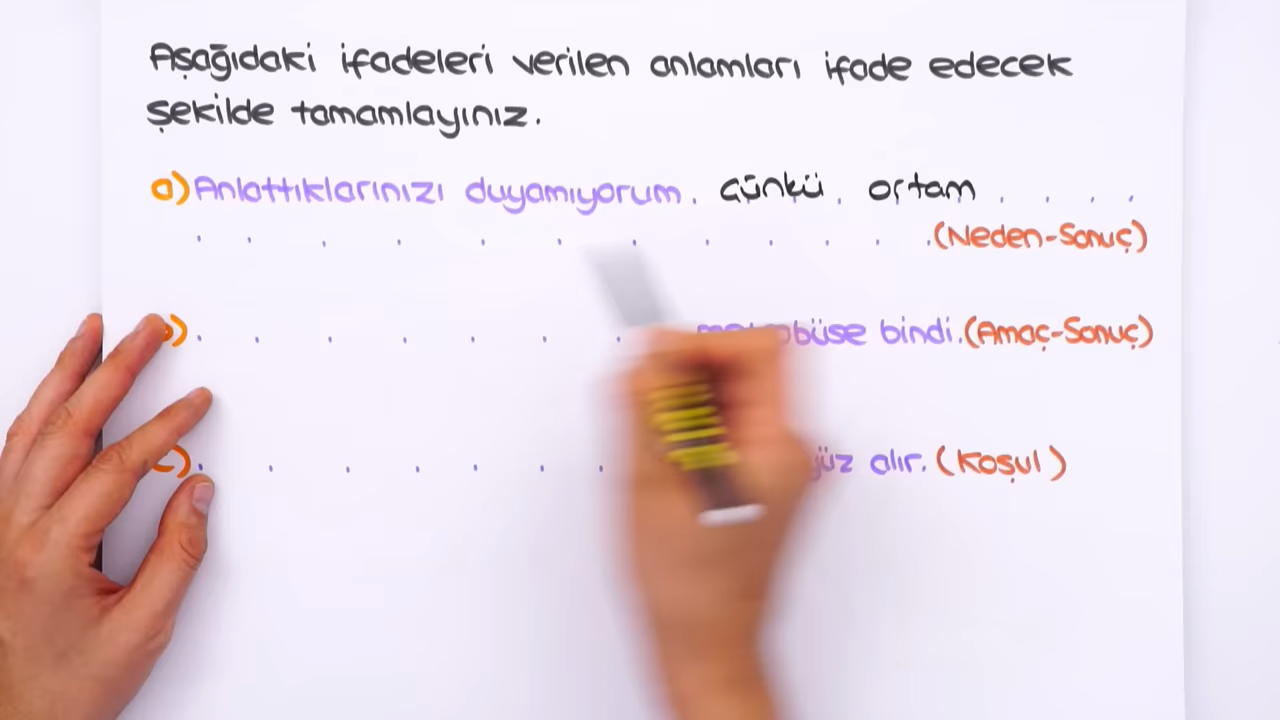 Aşağıdaki ifadeleri verilen anlamları ifade edecek
şekilde tamamlayınız.
a) Anlattıklarınızı duyamıyorum. Çünkü . ortam . . . .
. . . . . . . . . . . (Neden-Sonuç)
. . . . . . . bindi. (Amaç-Sonuç)
. . . . . . . alır. (Koşul)